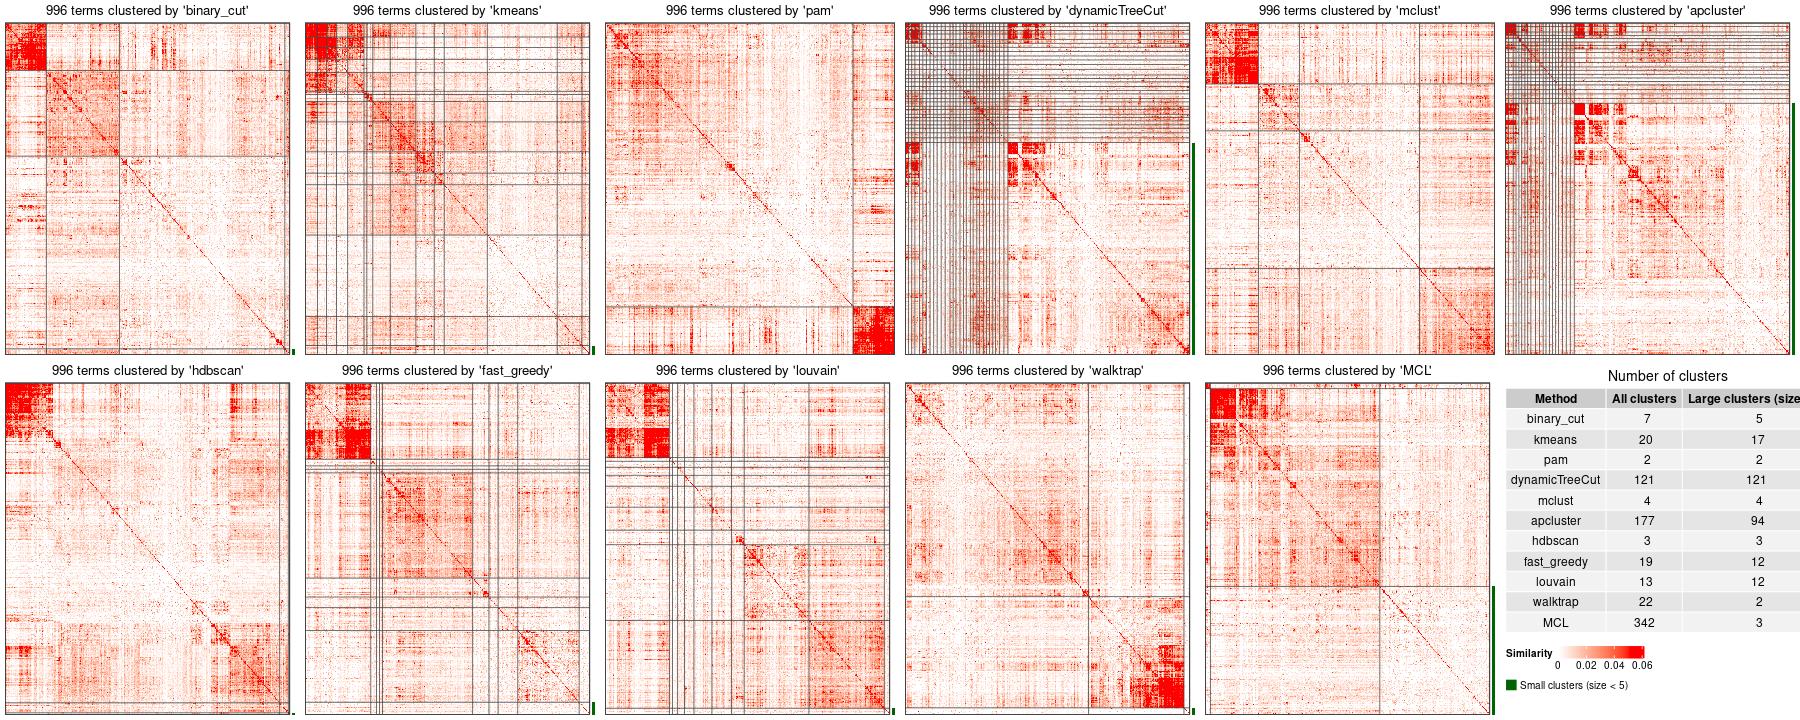 996 terms clustered by 'binary_cut'
996 terms clustered by 'kmeans'
996 terms clustered by 'pam'
996 terms clustered by 'dynamicTreeCut'
996 terms clustered by 'mclust'
996 terms clustered by 'apcluster'
996 terms clustered by 'hdbscan'
996 terms clustered by 'fast_greedy'
996 terms clustered by 'louvain'
996 terms clustered by 'walktrap'
996 terms clustered by 'MCL'
Number of clusters
Method All clusters Large clusters (size
binary_cut 7 5
kmeans 20 17
pam 2 2
dynamicTreeCut 121 121
mclust 4 4
apcluster 177 94
hdbscan 3 3
fast_greedy 19 12
louvain 13 12
walktrap 22 2
MCL 342 3
Similarity
0 0.02 0.04 0.06
Small clusters (size < 5)